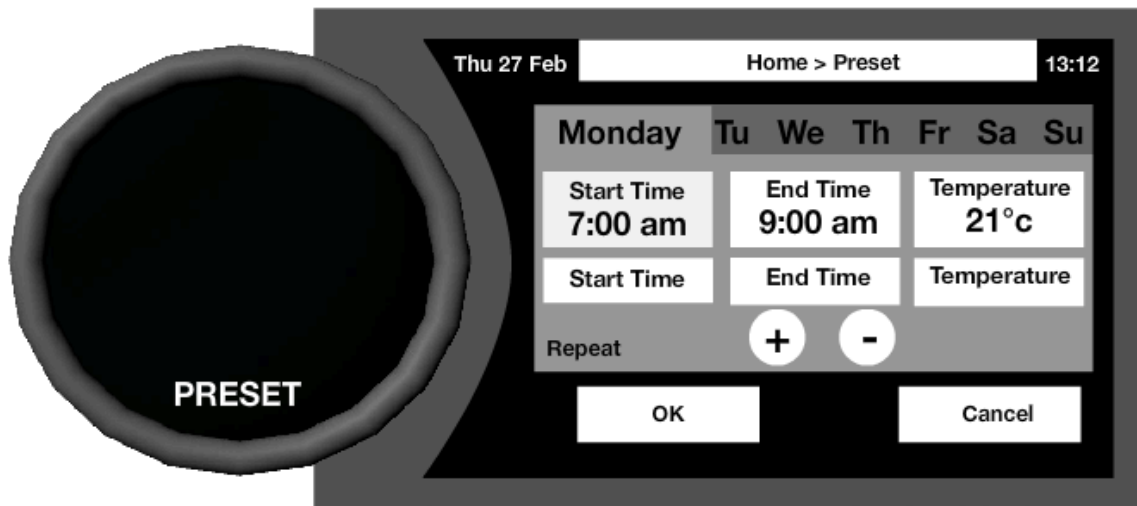 Thu 27 Feb Home > Preset 13:12
Monday Tu We Th Fr Sa Su
Start Time End Time Temperature
7:00 am 9:00 am 21°c
Start Time End Time Temperature
Repeat + -
PRESET
OK Cancel